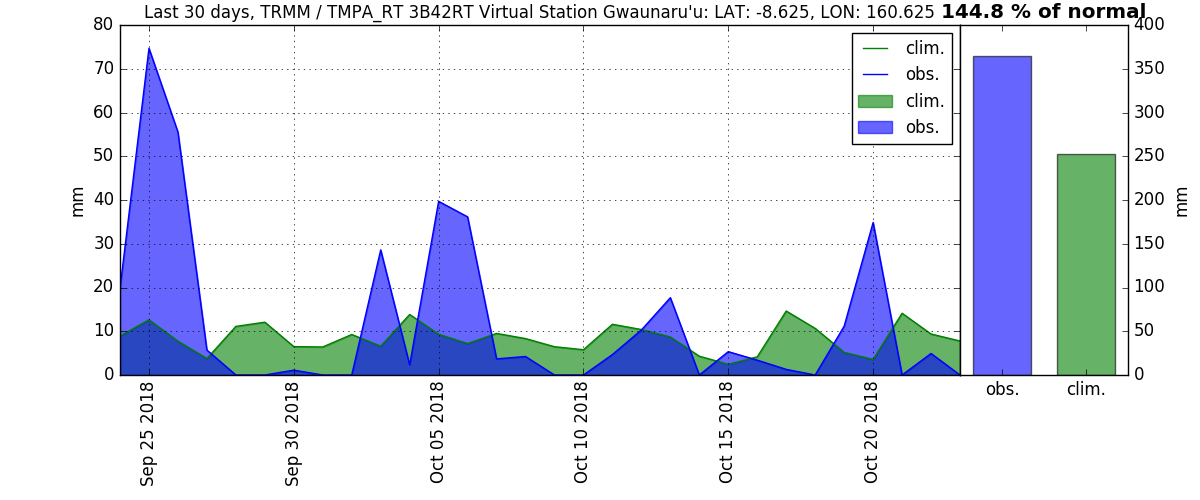 Last 30 days, TRMM / TMPA_RT 3B42RT Virtual Station Gwaunaru'u: LAT: -8.625, LON: 160.625 144.8 % of normal
80
70
60
50
40
30
20
10
0
mm
clim.
obs.
clim.
obs.
Sep 25 2018
Sep 30 2018
Oct 05 2018
Oct 10 2018
Oct 15 2018
Oct 20 2018
400
350
300
250
200
150
100
50
0
mm
obs.
clim.